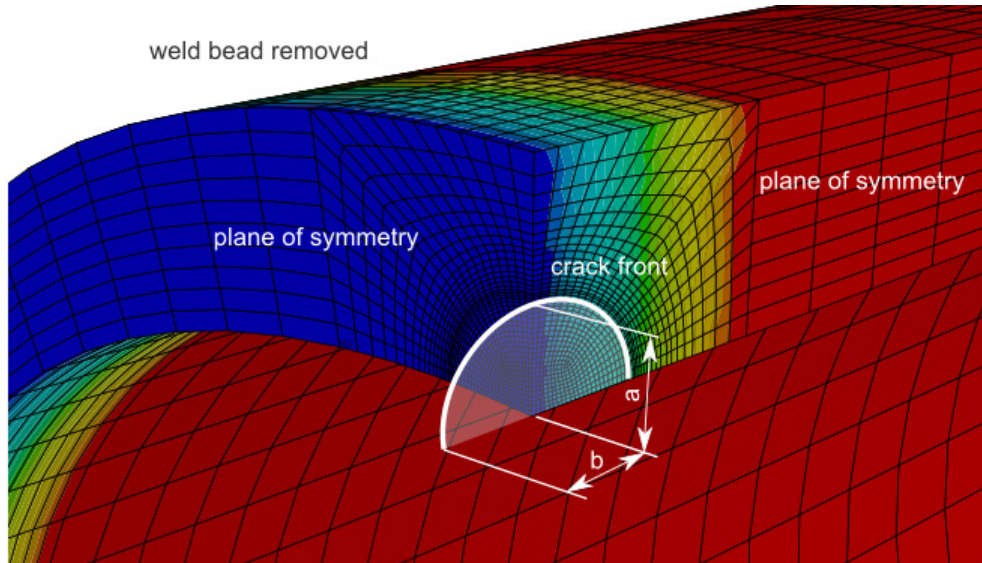 weld bead removed
plane of symmetry
plane of symmetry
crack front
a
b